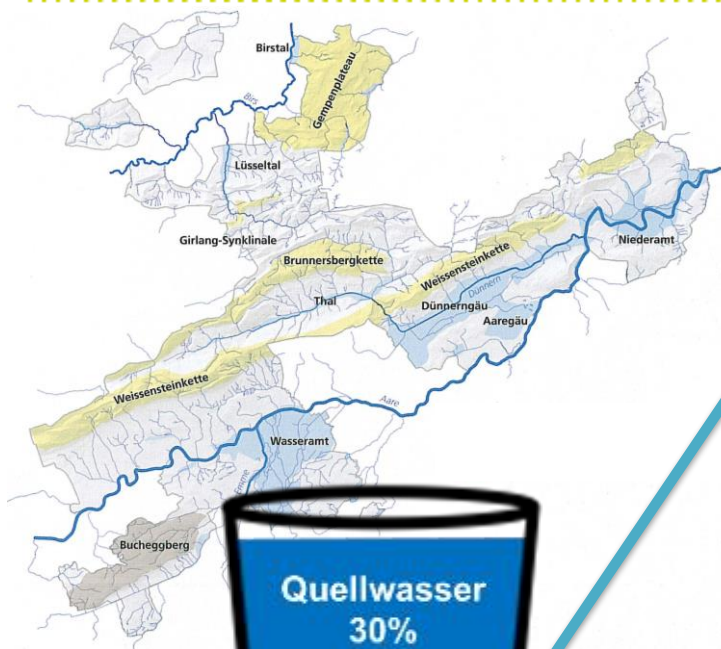 Birstal
Gempenplateau
Birs
Lüsseltal
Girlang-Synklinale
Brunnersbergkette
Weissensteinkette
Niederamt
Thal
Dünnern
Dünnerngäu
Aaregäu
Weissensteinkette
Aare
Wasseramt
Emme
Bucheggberg
Quellwasser
30%